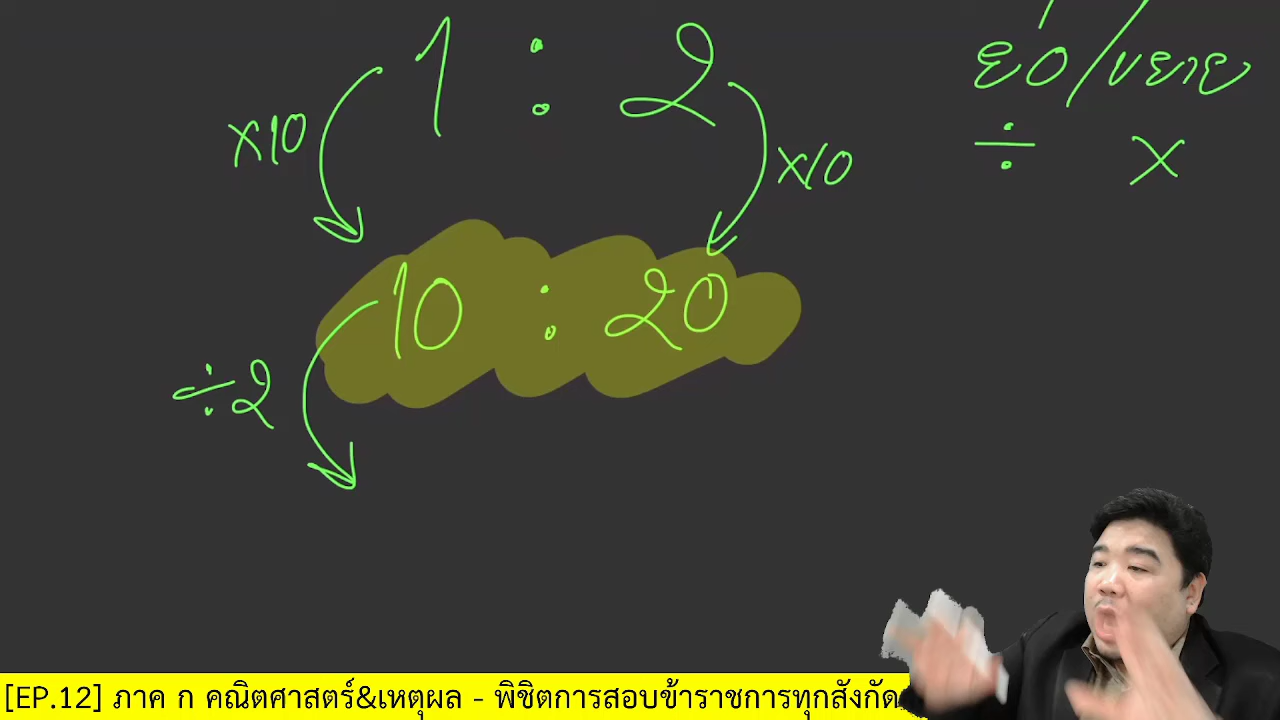 1 : 2
ย่อ/ขยาย
÷ ×
×10 ×10
10 : 20
÷2
[EP.12] ภาค ก คณิตศาสตร์&เหตุผล - พิชิตการสอบข้าราชการทุกสังกัด